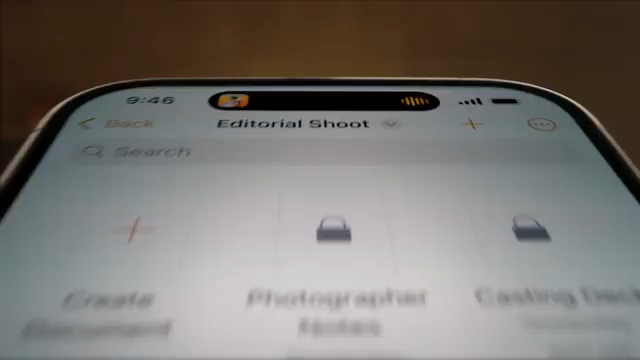 9:46
Back
Editorial Shoot
Search
Create
Document
Photographer
Notes
Casting Deck